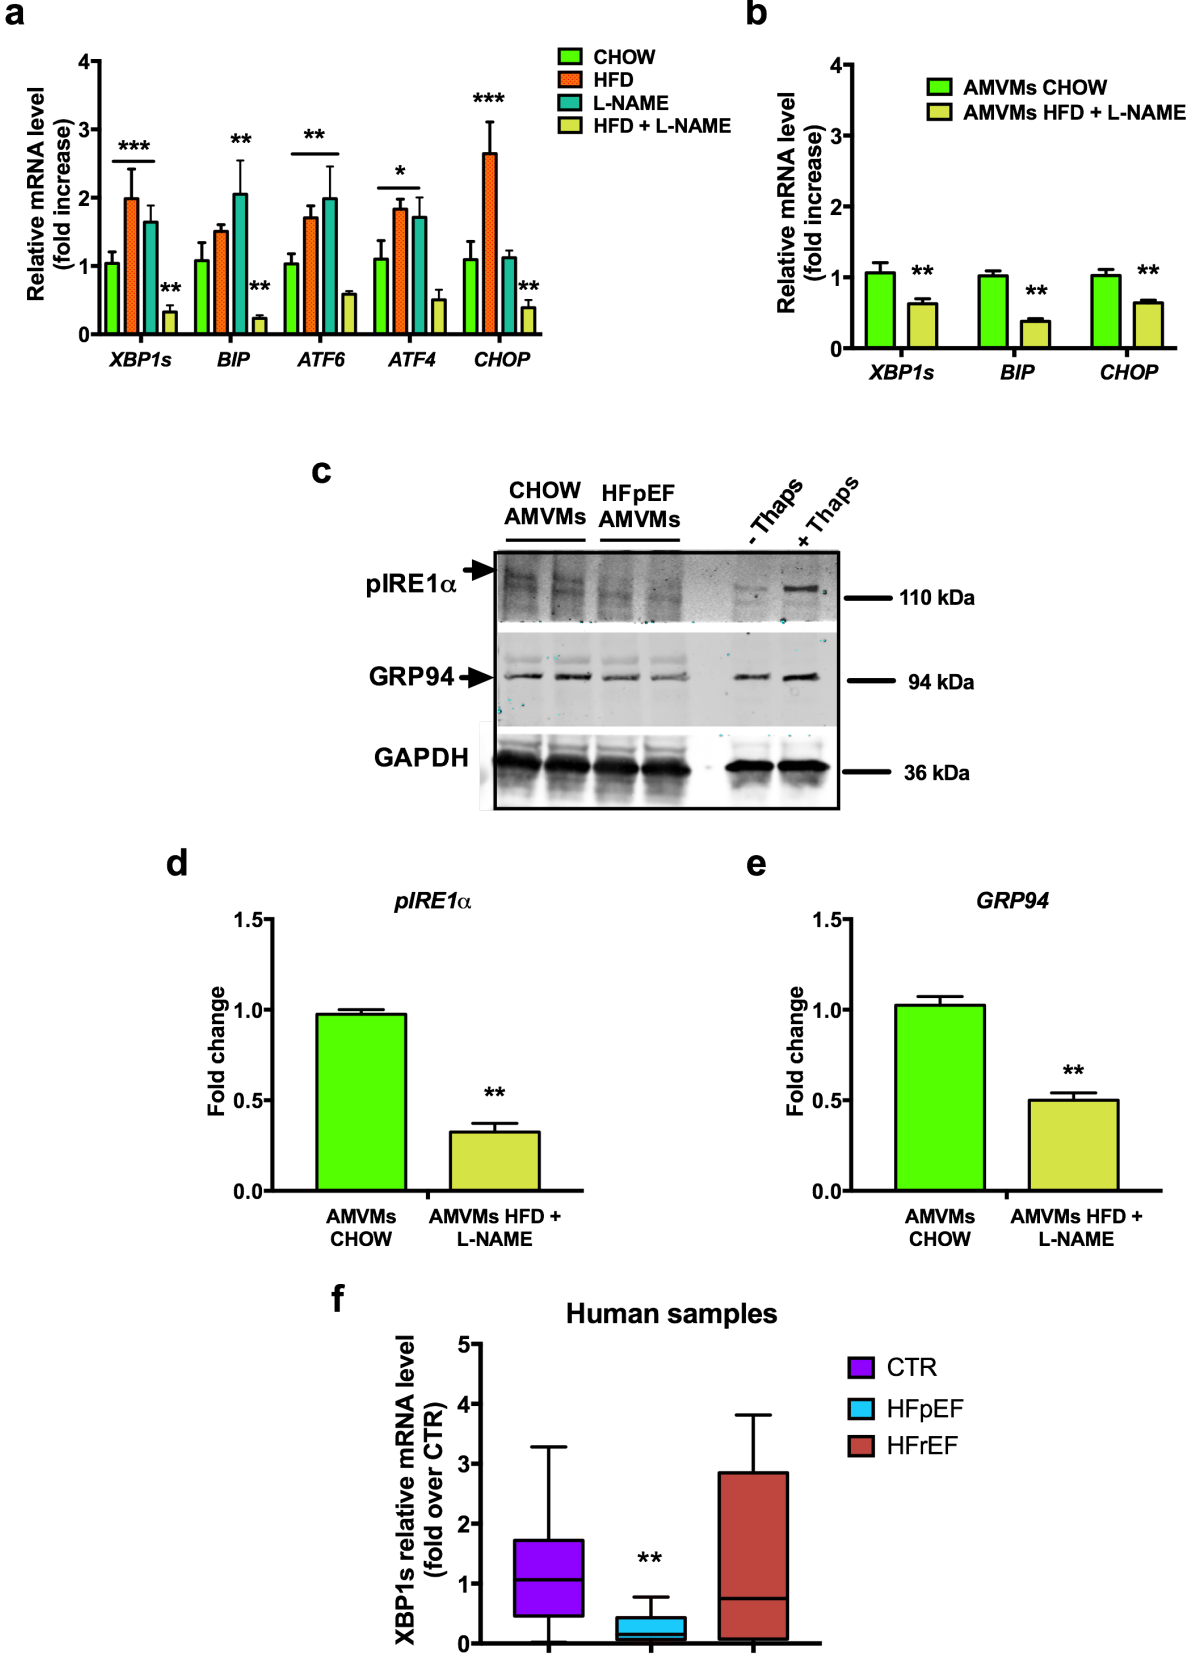 a
Relative mRNA level
(fold increase)
4
3
2
1
0
***
**
**
**
**
*
***
**
XBP1s BIP ATF6 ATF4 CHOP
CHOW
HFD
L-NAME
HFD + L-NAME
b
Relative mRNA level
(fold increase)
4
3
2
1
0
**
**
**
XBP1s BIP CHOP
AMVMs CHOW
AMVMs HFD + L-NAME
c
CHOW
AMVMs
HFpEF
AMVMs
- Thaps
+ Thaps
pIRE1α
110 kDa
GRP94
94 kDa
GAPDH
36 kDa
d
pIRE1α
Fold change
1.5
1.0
0.5
0.0
**
AMVMs
CHOW
AMVMs HFD +
L-NAME
e
GRP94
Fold change
1.5
1.0
0.5
0.0
**
AMVMs
CHOW
AMVMs HFD +
L-NAME
f
Human samples
XBP1s relative mRNA level
(fold over CTR)
5
4
3
2
1
0
**
CTR
HFpEF
HFrEF